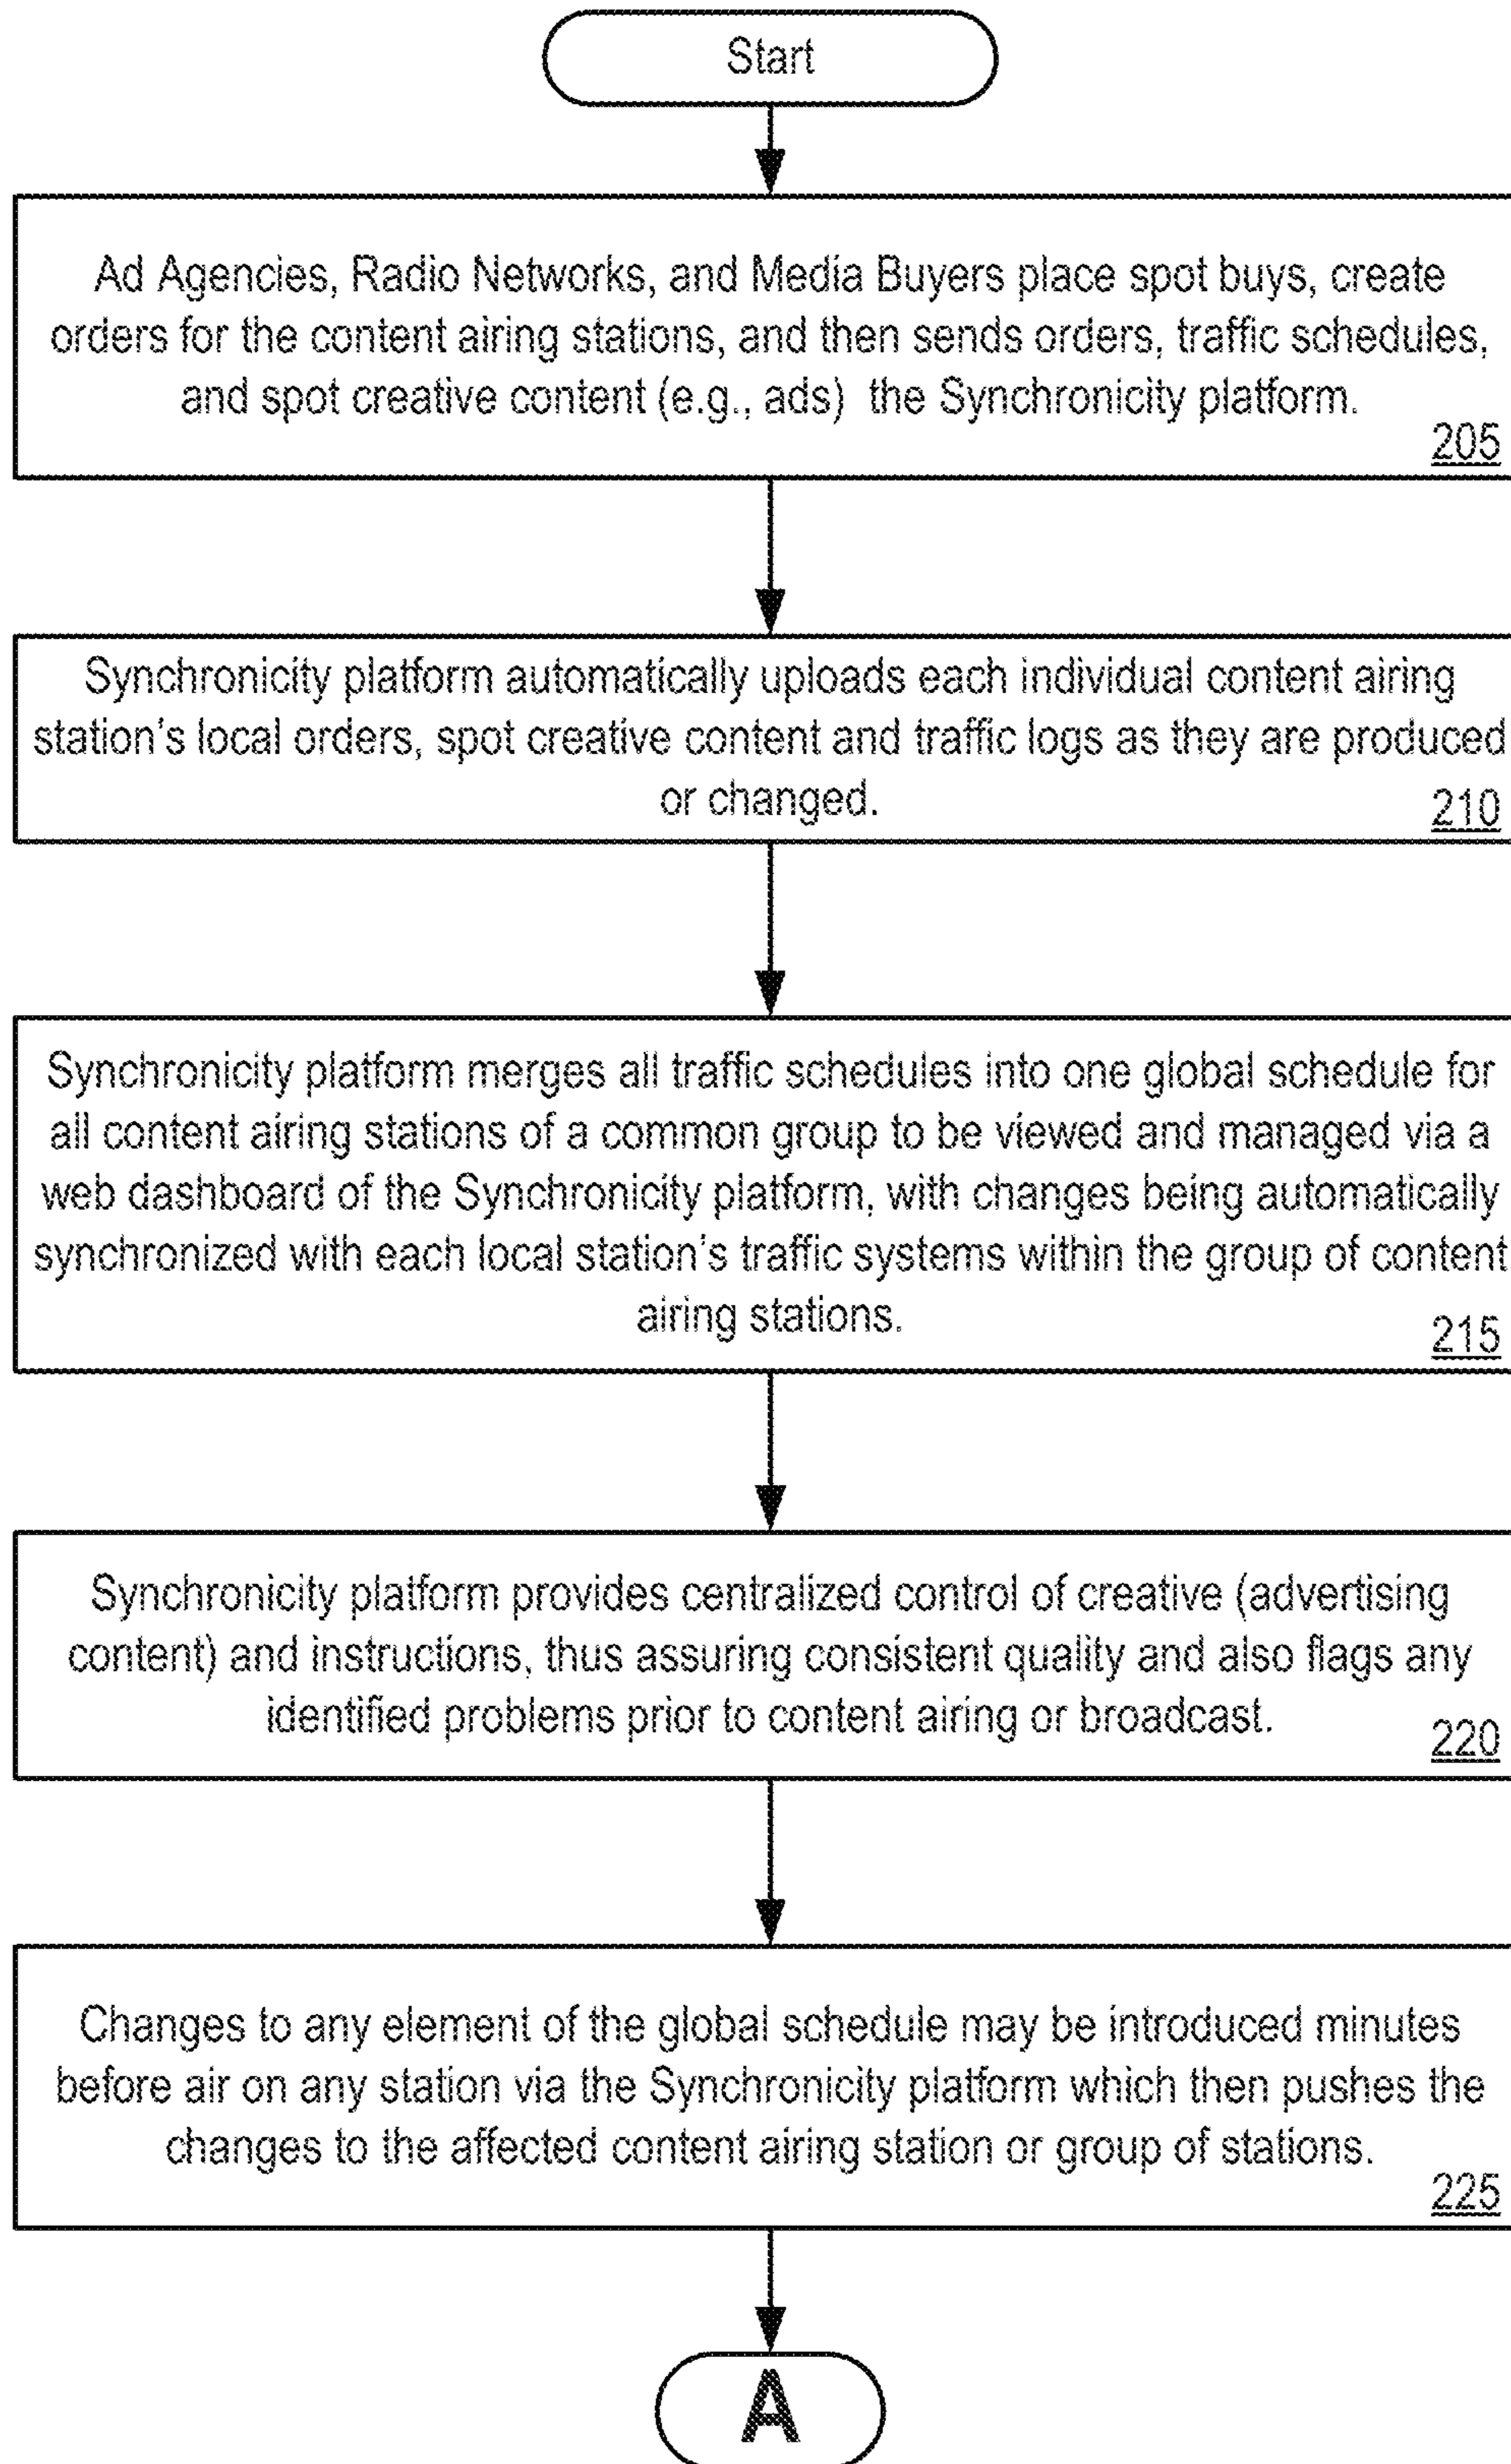 Start
Ad Agencies, Radio Networks, and Media Buyers place spot buys, create
orders for the content airing stations, and then sends orders, traffic schedules,
and spot creative content (e.g., ads)  the Synchronicity platform.
205
Synchronicity platform automatically uploads each individual content airing
station's local orders, spot creative content and traffic logs as they are produced
or changed.
210
Synchronicity platform merges all traffic schedules into one global schedule for
all content airing stations of a common group to be viewed and managed via a
web dashboard of the Synchronicity platform, with changes being automatically
synchronized with each local station's traffic systems within the group of content
airing stations.
215
Synchronicity platform provides centralized control of creative (advertising
content) and instructions, thus assuring consistent quality and also flags any
identified problems prior to content airing or broadcast.
220
Changes to any element of the global schedule may be introduced minutes
before air on any station via the Synchronicity platform which then pushes the
changes to the affected content airing station or group of stations.
225
A